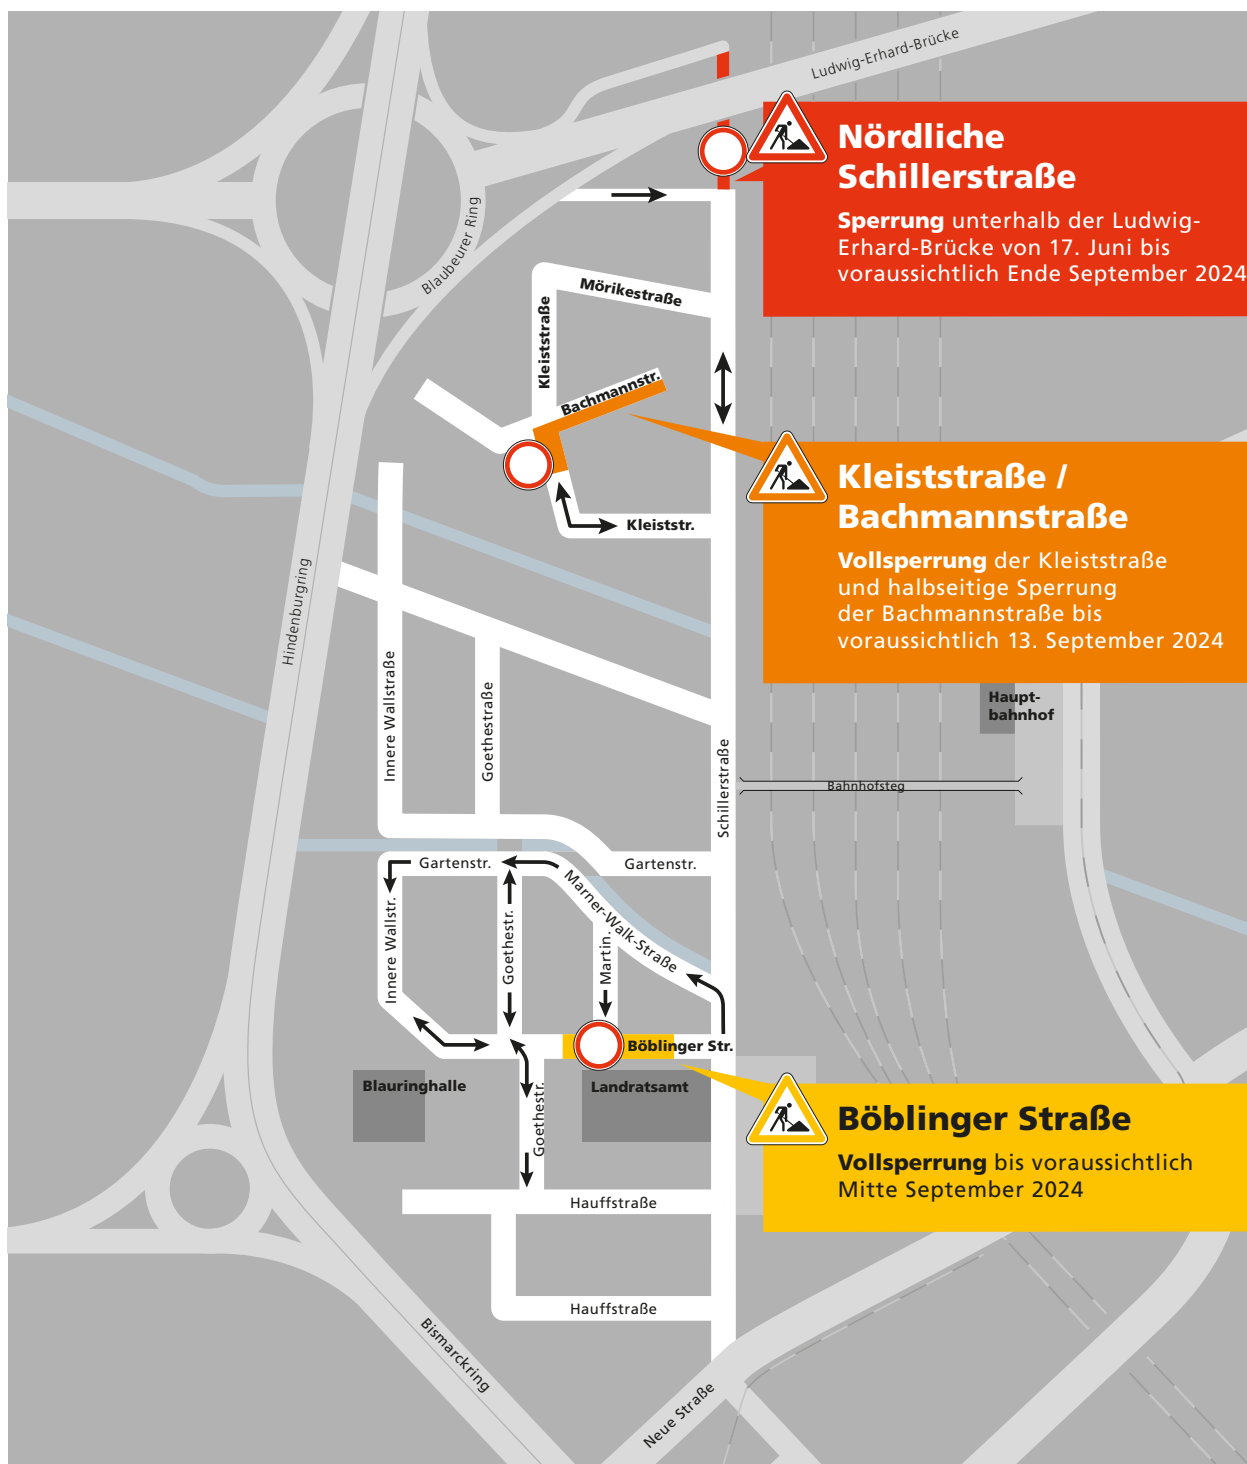 Ludwig-Erhard-Brücke
Nördliche
Schillerstraße
Sperrung unterhalb der Ludwig-
Erhard-Brücke von 17. Juni bis
voraussichtlich Ende September 2024
Blaubeurer Ring
Mörikestraße
Kleiststraße
Bachmannstr.
Kleiststraße /
Bachmannstraße
Vollsperrung der Kleiststraße
und halbseitige Sperrung
der Bachmannstraße bis
voraussichtlich 13. September 2024
Kleiststr.
Hindenburgring
Innere Wallstraße
Goethestraße
Schillerstraße
Haupt-
bahnhof
Bahnhofsteg
Gartenstr.
Gartenstr.
Marner-Walk-Straße
Innere Wallstr.
Goethestr.
Martin.
Böblinger Str.
Blauringhalle
Goethestr.
Landratsamt
Böblinger Straße
Vollsperrung bis voraussichtlich
Mitte September 2024
Hauffstraße
Hauffstraße
Bismarckring
Neue Straße